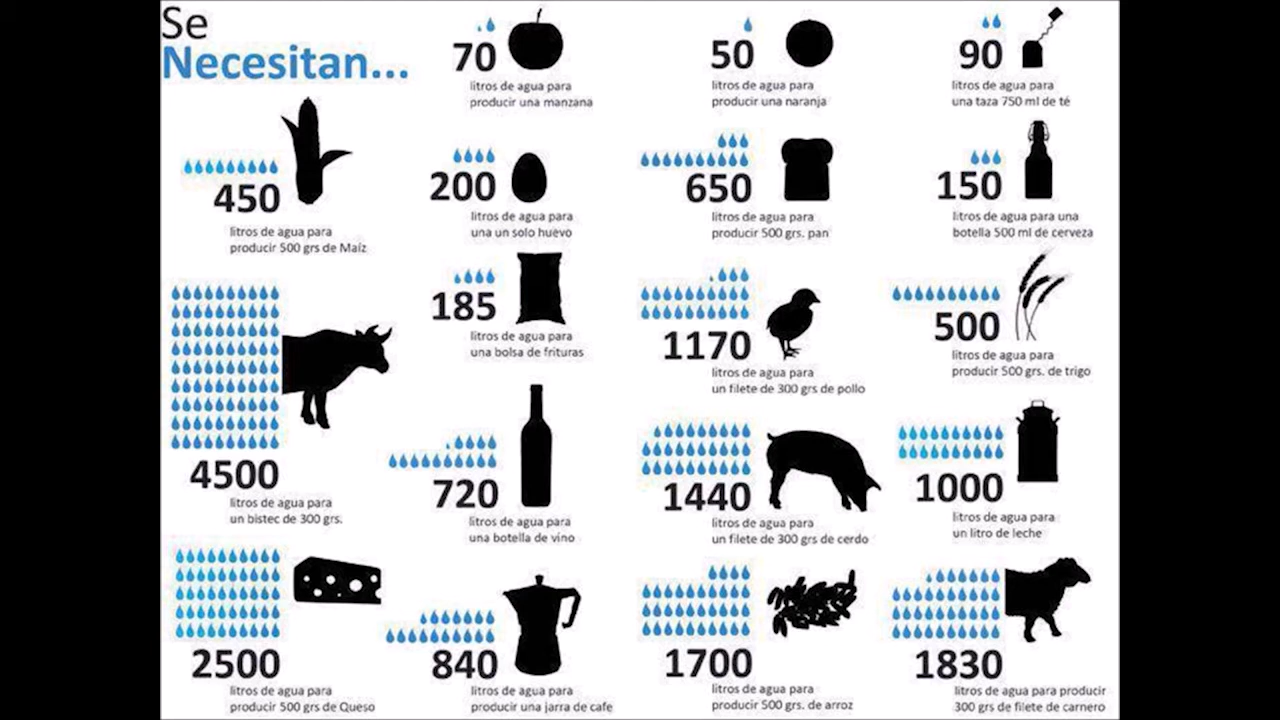 Se
Necesitan...
70
litros de agua para
producir una manzana
50
litros de agua para
producir una naranja
90
litros de agua para
una taza 750 ml de té
450
litros de agua para
producir 500 grs de Maíz
200
litros de agua para
una un solo huevo
650
litros de agua para
producir 500 grs. pan
150
litros de agua para una
botella 500 ml de cerveza
185
litros de agua para
una bolsa de frituras
1170
litros de agua para
un filete de 300 grs de pollo
500
litros de agua para
producir 500 grs. de trigo
4500
litros de agua para
un bistec de 300 grs.
720
litros de agua para
una botella de vino
1440
litros de agua para
un filete de 300 grs de cerdo
1000
litros de agua para
un litro de leche
2500
litros de agua para
producir 500 grs de Queso
840
litros de agua para
producir una jarra de cafe
1700
litros de agua para
producir 500 grs. de arroz
1830
litros de agua para producir
300 grs de filete de carnero